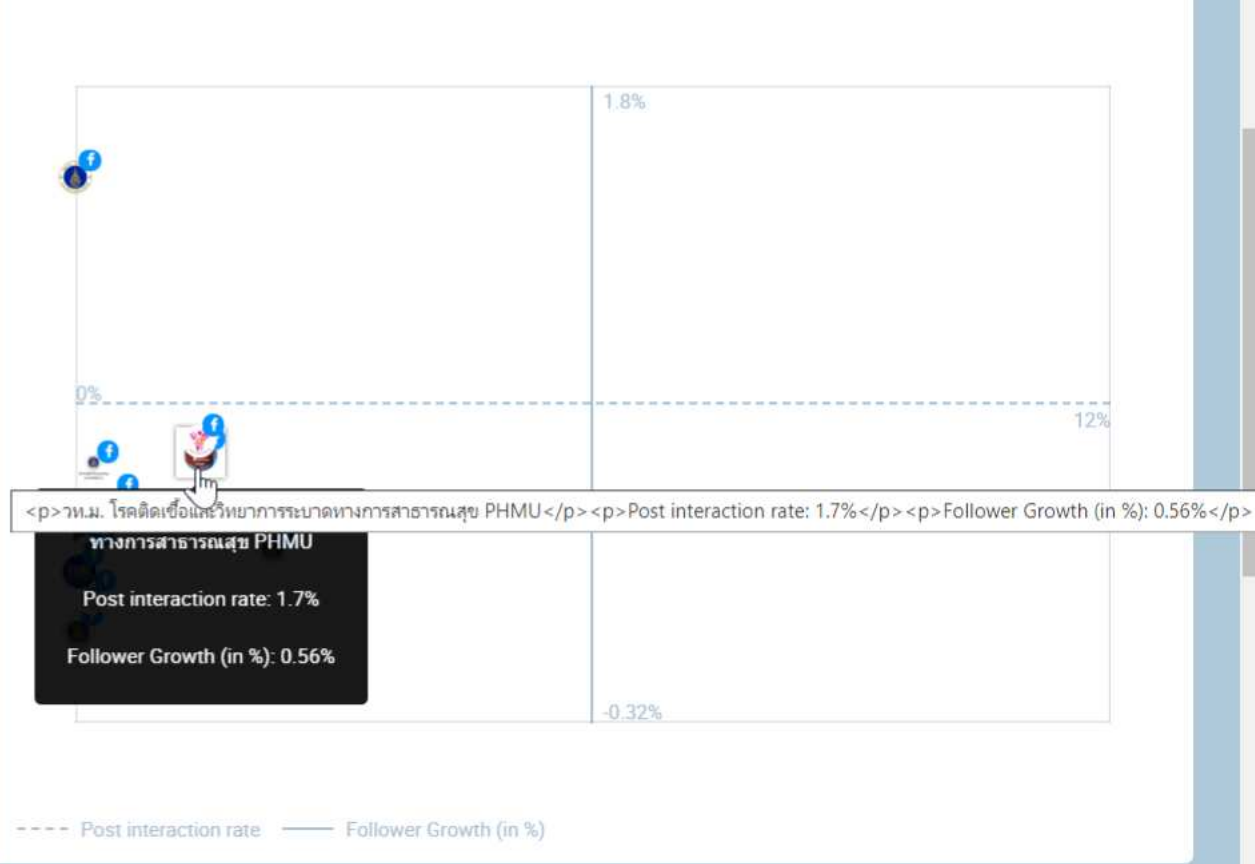 1.8%
0%
12%
<p>วท.ม. โรคติดเชื้อและวิทยาการระบาดทางการสาธารณสุข PHMU</p><p>Post interaction rate: 1.7%</p><p>Follower Growth (in %): 0.56%</p>
ทางการสาธารณสุข PHMU
Post interaction rate: 1.7%
Follower Growth (in %): 0.56%
-0.32%
Post interaction rate Follower Growth (in %)